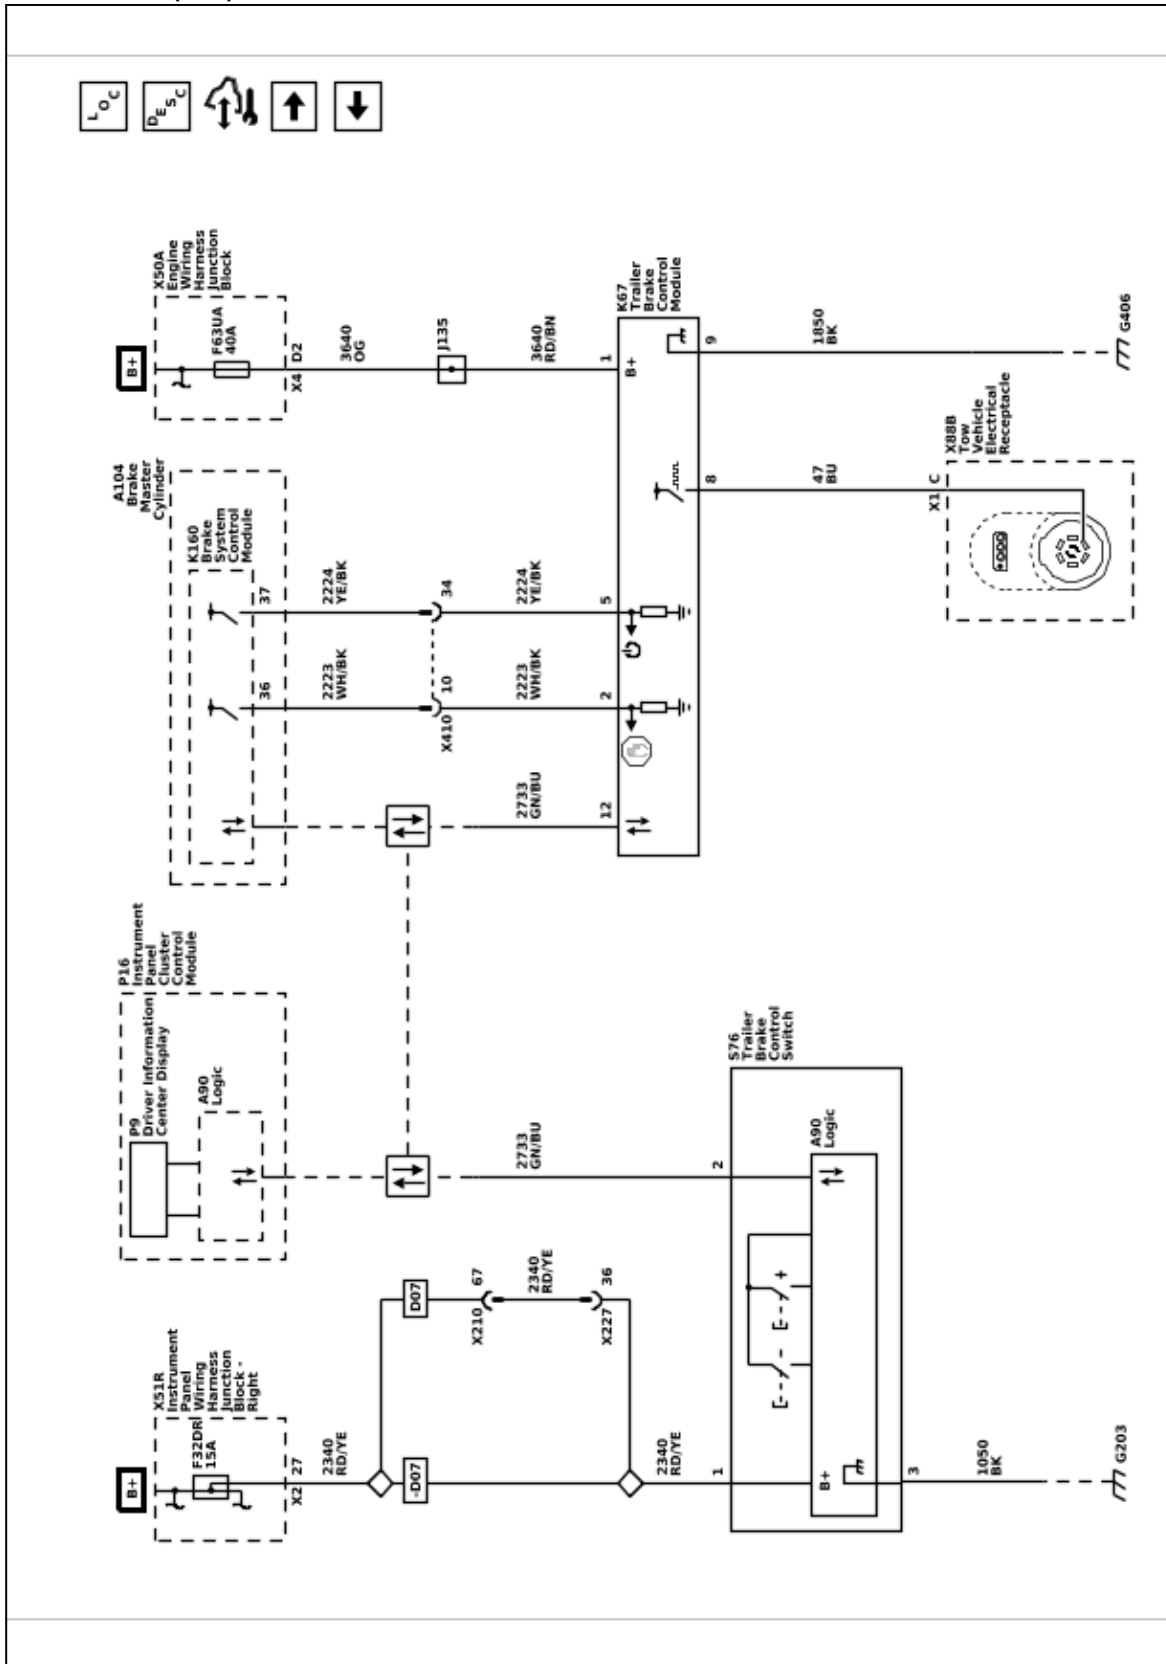 LOC
DESC
B+
X51R
Instrument
Panel
Wiring
Harness
Junction
Block -
Right
F32DR
15A
X2 27
2340
RD/YE
-D07
D07
X210 67
2340
RD/YE
X227 36
2340
RD/YE
1
S76
Trailer
Brake
Control
Switch
B+
A90
Logic
-
+
2
3
1050
BK
G203
P16
Instrument
Panel
Cluster
Control
Module
P9
Driver Information
Center Display
A90
Logic
2733
GN/BU
A104
Brake
Master
Cylinder
K160
Brake
System
Control
Module
36
37
2223
WH/BK
2224
YE/BK
X410 10
34
2733
GN/BU
2223
WH/BK
2224
YE/BK
12
2
5
B+
X50A
Engine
Wiring
Harness
Junction
Block
F63UA
40A
X4 D2
3640
OG
J135
3640
RD/BN
1
K67
Trailer
Brake
Control
Module
B+
8
9
47
BU
1850
BK
X1 C
X88B
Tow
Vehicle
Electrical
Receptacle
G406